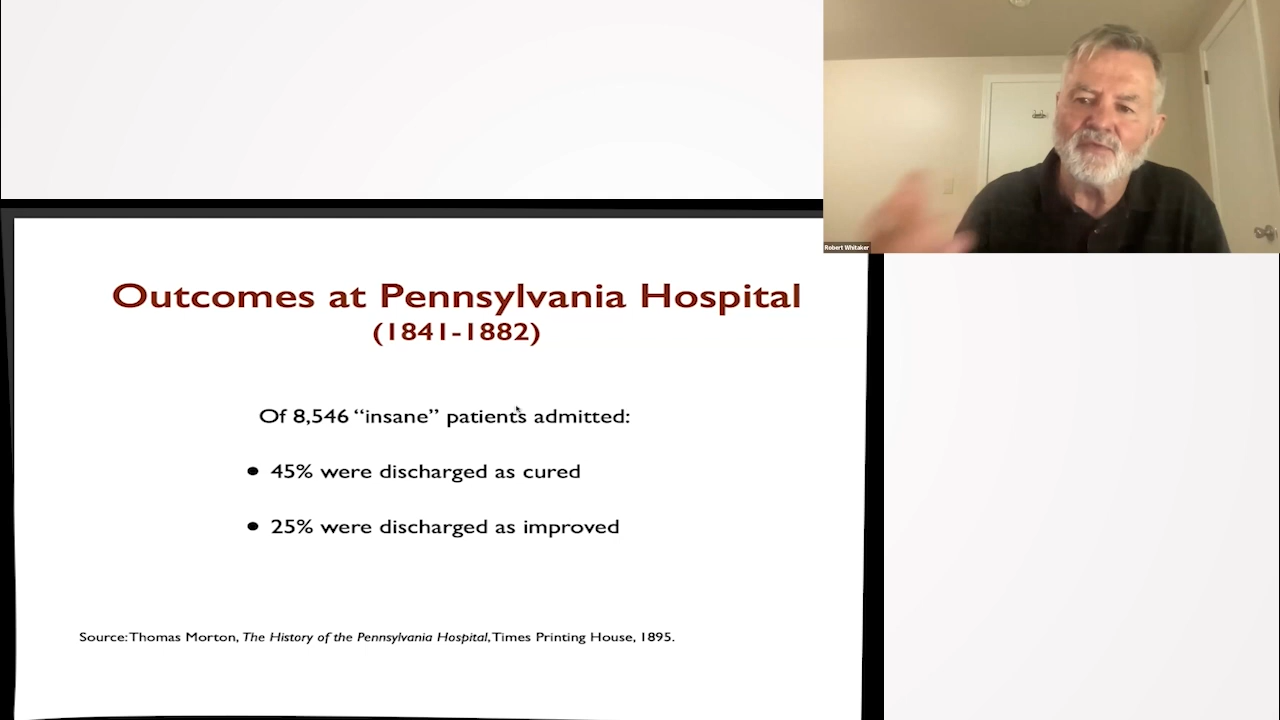 Robert Whitaker
Outcomes at Pennsylvania Hospital
(1841-1882)
Of 8,546 “insane” patients admitted:
• 45% were discharged as cured
• 25% were discharged as improved
Source: Thomas Morton, The History of the Pennsylvania Hospital, Times Printing House, 1895.